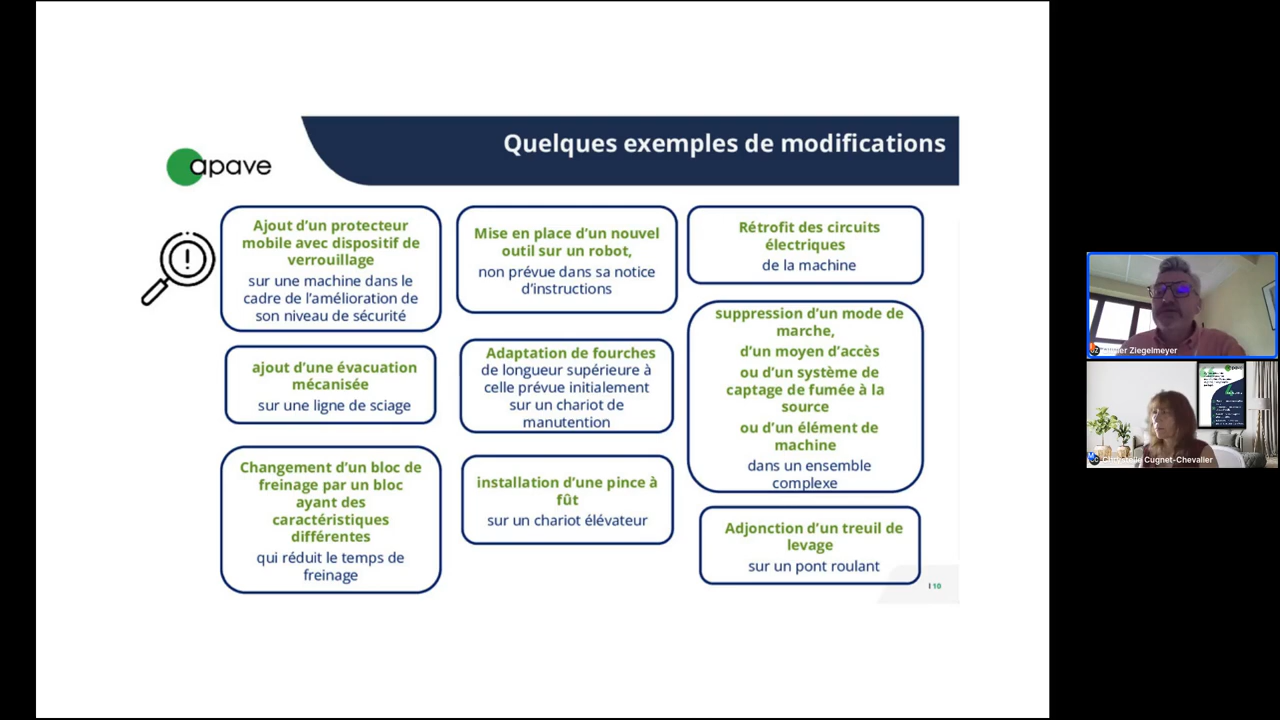 Quelques exemples de modifications
apave
Ajout d’un protecteur
mobile avec dispositif de
verrouillage
sur une machine dans le
cadre de l’amélioration de
son niveau de sécurité
ajout d’une évacuation
mécanisée
sur une ligne de sciage
Changement d’un bloc de
freinage par un bloc
ayant des
caractéristiques
différentes
qui réduit le temps de
freinage
Mise en place d’un nouvel
outil sur un robot,
non prévue dans sa notice
d’instructions
Adaptation de fourches
de longueur supérieure à
celle prévue initialement
sur un chariot de
manutention
installation d’une pince à
fût
sur un chariot élévateur
Rétrofit des circuits
électriques
de la machine
suppression d’un mode de
marche,
d’un moyen d’accès
ou d’un système de
captage de fumée à la
source
ou d’un élément de
machine
dans un ensemble
complexe
Adjonction d’un treuil de
levage
sur un pont roulant
I 10
Ziegelmeyer
Cugnet-Chevalier